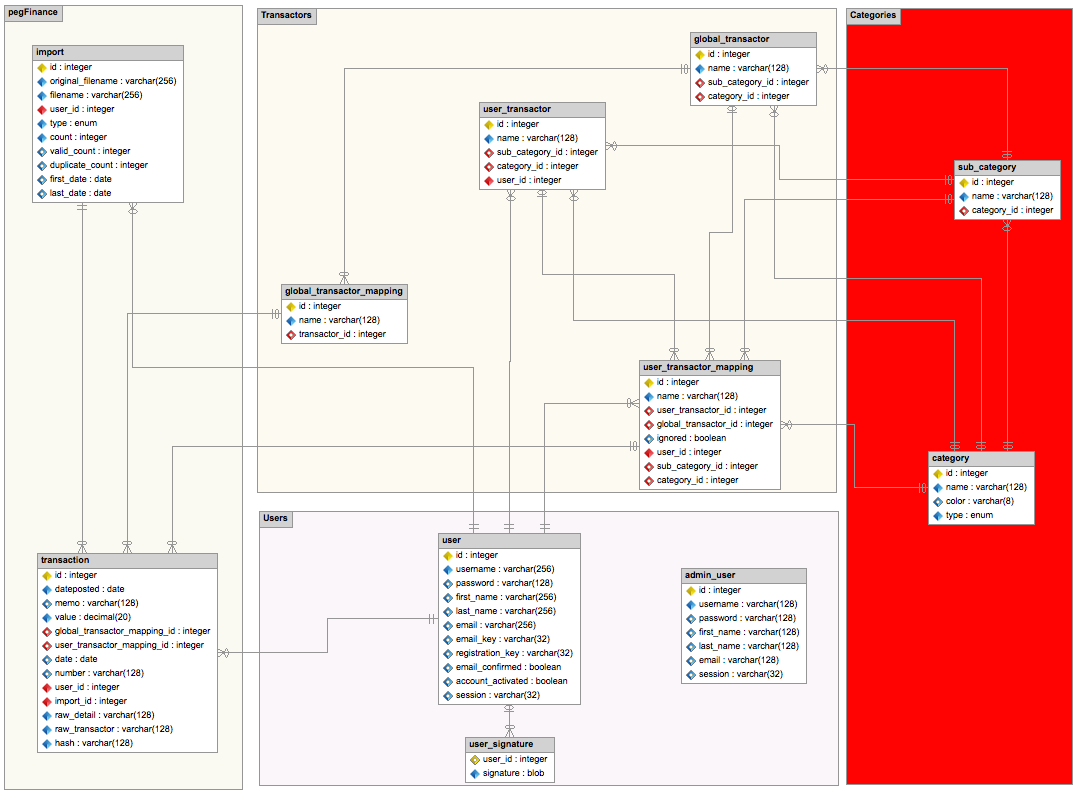 pegFinance
import
id : integer
original_filename : varchar(256)
filename : varchar(256)
user_id : integer
type : enum
count : integer
valid_count : integer
duplicate_count : integer
first_date : date
last_date : date
transaction
id : integer
dateposted : date
memo : varchar(128)
value : decimal(20)
global_transactor_mapping_id : integer
user_transactor_mapping_id : integer
date : date
number : varchar(128)
user_id : integer
import_id : integer
raw_detail : varchar(128)
raw_transactor : varchar(128)
hash : varchar(128)
Transactors
global_transactor
id : integer
name : varchar(128)
sub_category_id : integer
category_id : integer
user_transactor
id : integer
name : varchar(128)
sub_category_id : integer
category_id : integer
user_id : integer
global_transactor_mapping
id : integer
name : varchar(128)
transactor_id : integer
user_transactor_mapping
id : integer
name : varchar(128)
user_transactor_id : integer
global_transactor_id : integer
ignored : boolean
user_id : integer
sub_category_id : integer
category_id : integer
Users
user
id : integer
username : varchar(256)
password : varchar(128)
first_name : varchar(256)
last_name : varchar(256)
email : varchar(256)
email_key : varchar(32)
registration_key : varchar(32)
email_confirmed : boolean
account_activated : boolean
session : varchar(32)
admin_user
id : integer
username : varchar(128)
password : varchar(128)
first_name : varchar(128)
last_name : varchar(128)
email : varchar(128)
session : varchar(32)
user_signature
user_id : integer
signature : blob
Categories
sub_category
id : integer
name : varchar(128)
category_id : integer
category
id : integer
name : varchar(128)
color : varchar(8)
type : enum